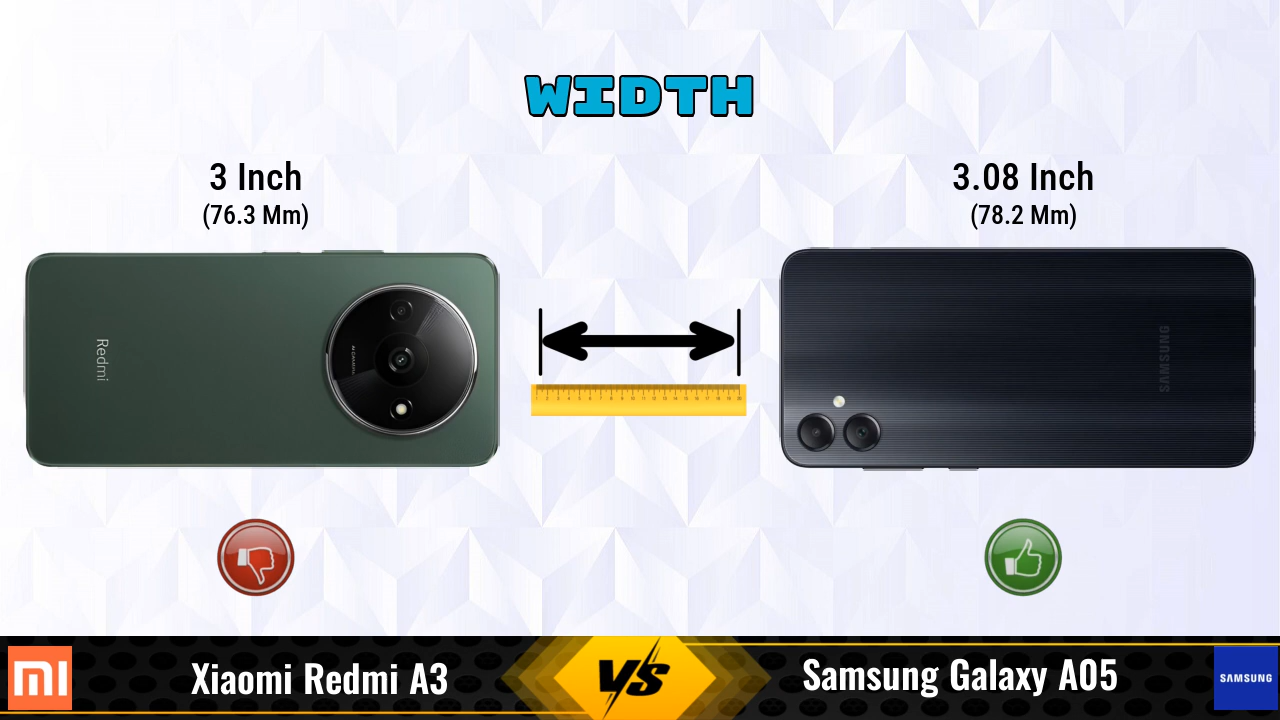 WIDTH
3 Inch
(76.3 Mm)
3.08 Inch
(78.2 Mm)
Redmi
SAMSUNG
Xiaomi Redmi A3
VS
Samsung Galaxy A05
SAMSUNG